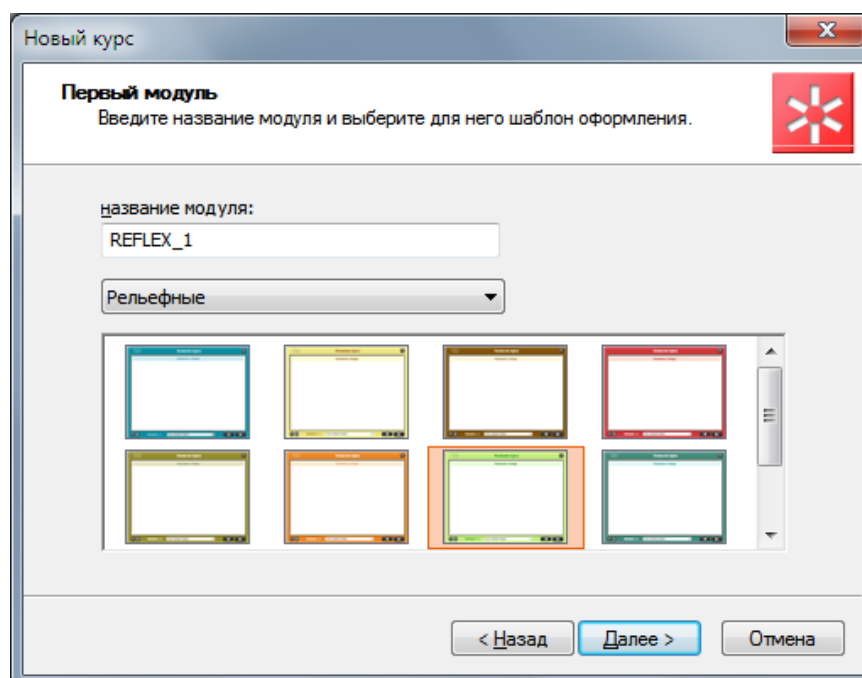 Новый курс
Первый модуль
Введите название модуля и выберите для него шаблон оформления.
название модуля:
REFLEX_1
Рельефные
< Назад
Далее >
Отмена